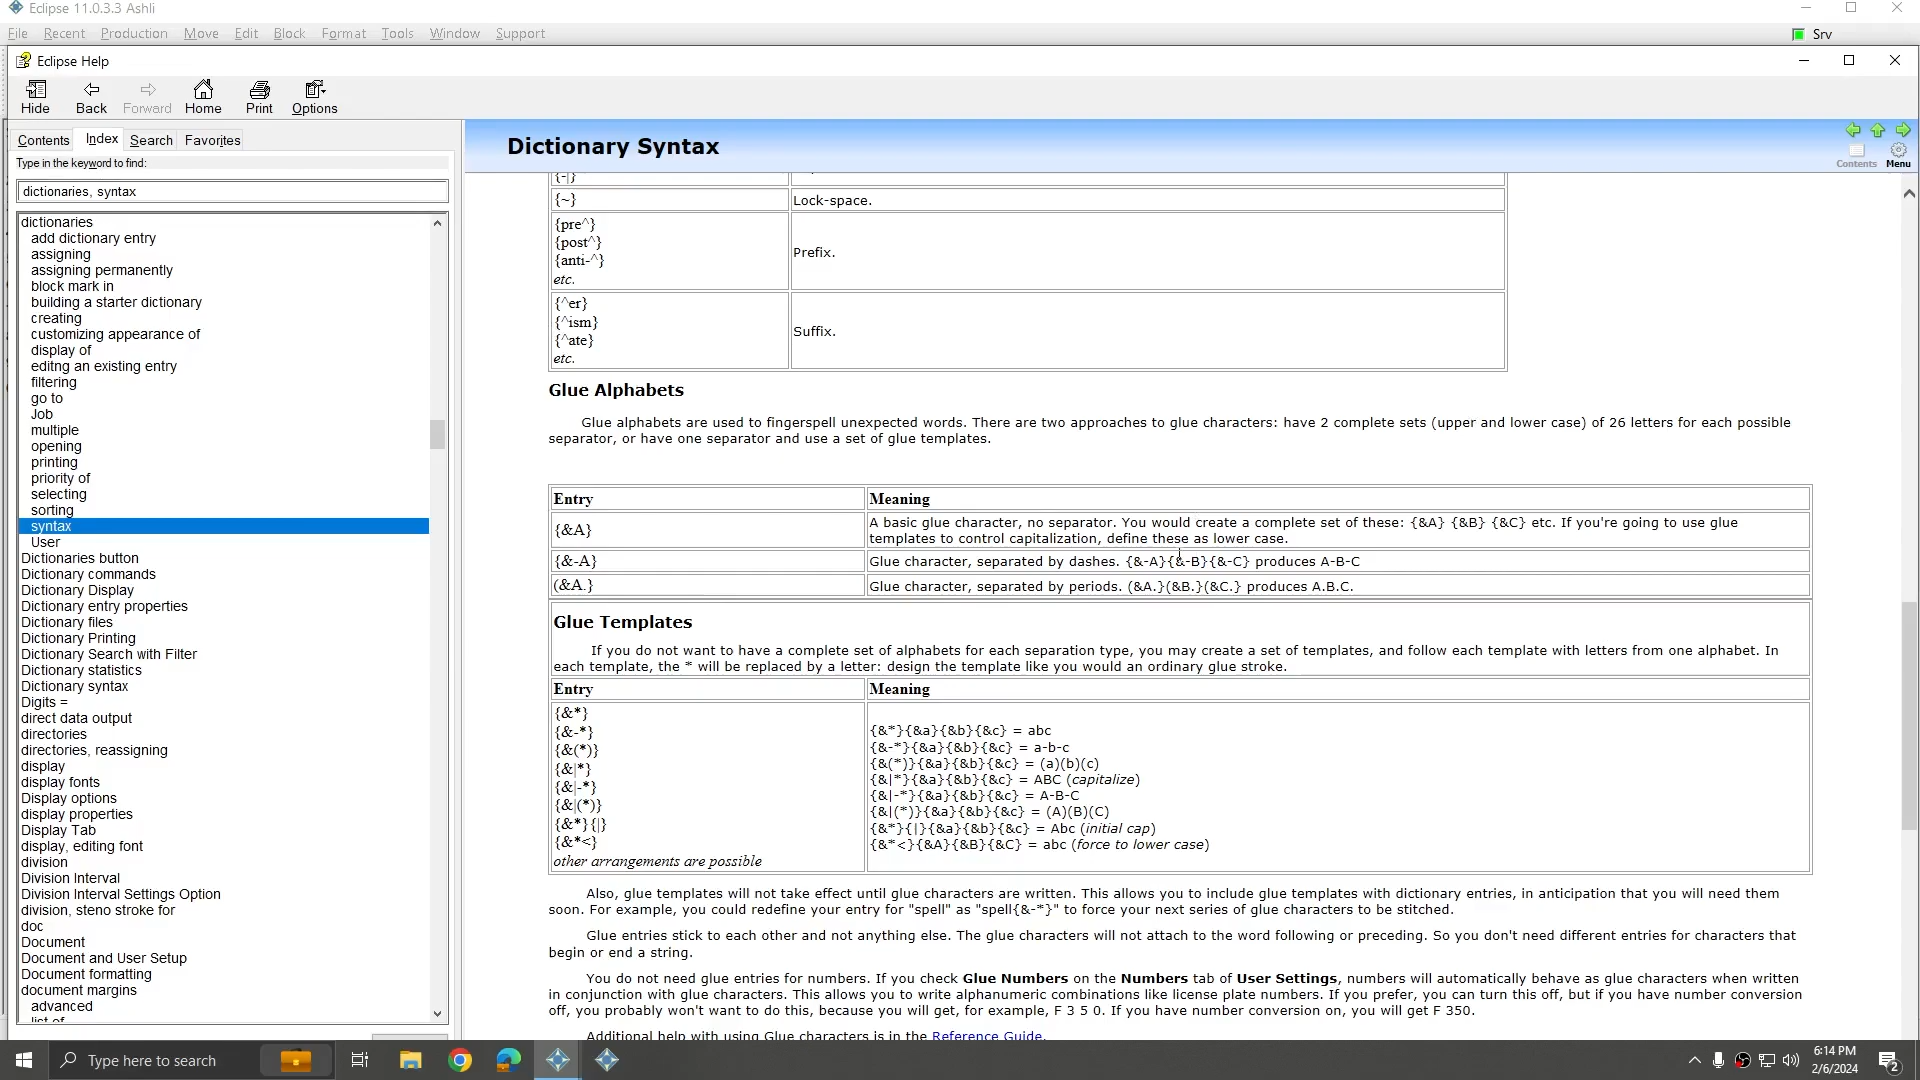 Eclipse 11.0.3.3 Ashli
File Recent Production Move Edit Block Format Tools Window Support
Srv
Eclipse Help
Hide Back Forward Home Print Options
Contents Index Search Favorites
Type in the keyword to find:
dictionaries, syntax
dictionaries
add dictionary entry
assigning
assigning permanently
block mark in
building a starter dictionary
creating
customizing appearance of
display of
editng an existing entry
filtering
go to
Job
multiple
opening
printing
priority of
selecting
sorting
syntax
User
Dictionaries button
Dictionary commands
Dictionary Display
Dictionary entry properties
Dictionary files
Dictionary Printing
Dictionary Search with Filter
Dictionary statistics
Dictionary syntax
Digits =
direct data output
directories
directories, reassigning
display
display fonts
Display options
display properties
Display Tab
display, editing font
division
Division Interval
Division Interval Settings Option
division, steno stroke for
doc
Document
Document and User Setup
Document formatting
document margins
advanced
list of
Dictionary Syntax
Contents Menu
{-|}
{~} Lock-space.
{pre^}
{post^}
{anti-^}
etc.
Prefix.
{^er}
{^ism}
{^ate}
etc.
Suffix.
Glue Alphabets
Glue alphabets are used to fingerspell unexpected words. There are two approaches to glue characters: have 2 complete sets (upper and lower case) of 26 letters for each possible
separator, or have one separator and use a set of glue templates.
Entry Meaning
{&A} A basic glue character, no separator. You would create a complete set of these: {&A} {&B} {&C} etc. If you're going to use glue
templates to control capitalization, define these as lower case.
{&-A} Glue character, separated by dashes. {&-A}{&-B}{&-C} produces A-B-C
(&A.} Glue character, separated by periods. (&A.}(&B.}(&C.} produces A.B.C.
Glue Templates
If you do not want to have a complete set of alphabets for each separation type, you may create a set of templates, and follow each template with letters from one alphabet. In
each template, the * will be replaced by a letter: design the template like you would an ordinary glue stroke.
Entry Meaning
{&*}
{&-*}
{&(*)}
{&|*}
{&|-*}
{&|(*)}
{&*}{|}
{&*<}
other arrangements are possible
{&*}{&a}{&b}{&c} = abc
{&-*}{&a}{&b}{&c} = a-b-c
{&(*)}{&a}{&b}{&c} = (a)(b)(c)
{&|*}{&a}{&b}{&c} = ABC (capitalize)
{&|-*}{&a}{&b}{&c} = A-B-C
{&|(*)}{&a}{&b}{&c} = (A)(B)(C)
{&*}{|}{&a}{&b}{&c} = Abc (initial cap)
{&*<}{&A}{&B}{&C} = abc (force to lower case)
Also, glue templates will not take effect until glue characters are written. This allows you to include glue templates with dictionary entries, in anticipation that you will need them
soon. For example, you could redefine your entry for "spell" as "spell{&-*}" to force your next series of glue characters to be stitched.
Glue entries stick to each other and not anything else. The glue characters will not attach to the word following or preceding. So you don't need different entries for characters that
begin or end a string.
You do not need glue entries for numbers. If you check Glue Numbers on the Numbers tab of User Settings, numbers will automatically behave as glue characters when written
in conjunction with glue characters. This allows you to write alphanumeric combinations like license plate numbers. If you prefer, you can turn this off, but if you have number conversion
off, you probably won't want to do this, because you will get, for example, F 3 5 0. If you have number conversion on, you will get F 350.
Additional help with using Glue characters is in the Reference Guide.
Type here to search
6:14 PM
2/6/2024
2